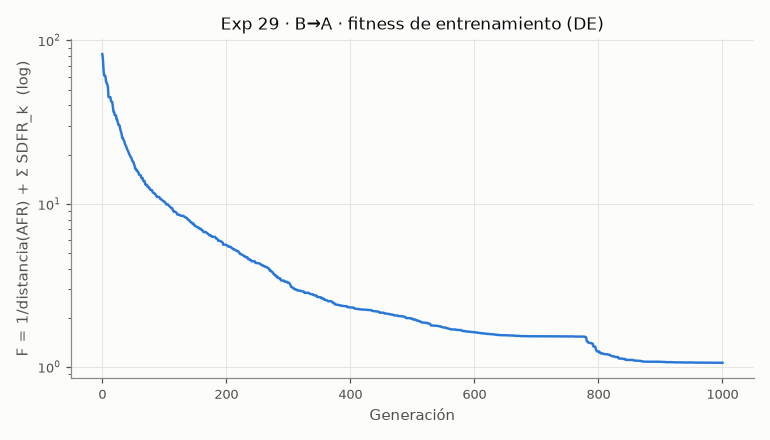 Exp 29 · B→A · fitness de entrenamiento (DE)
F = 1/distancia(AFR) + Σ SDFR_k (log)
10²
10¹
10⁰
0 200 400 600 800 1000
Generación